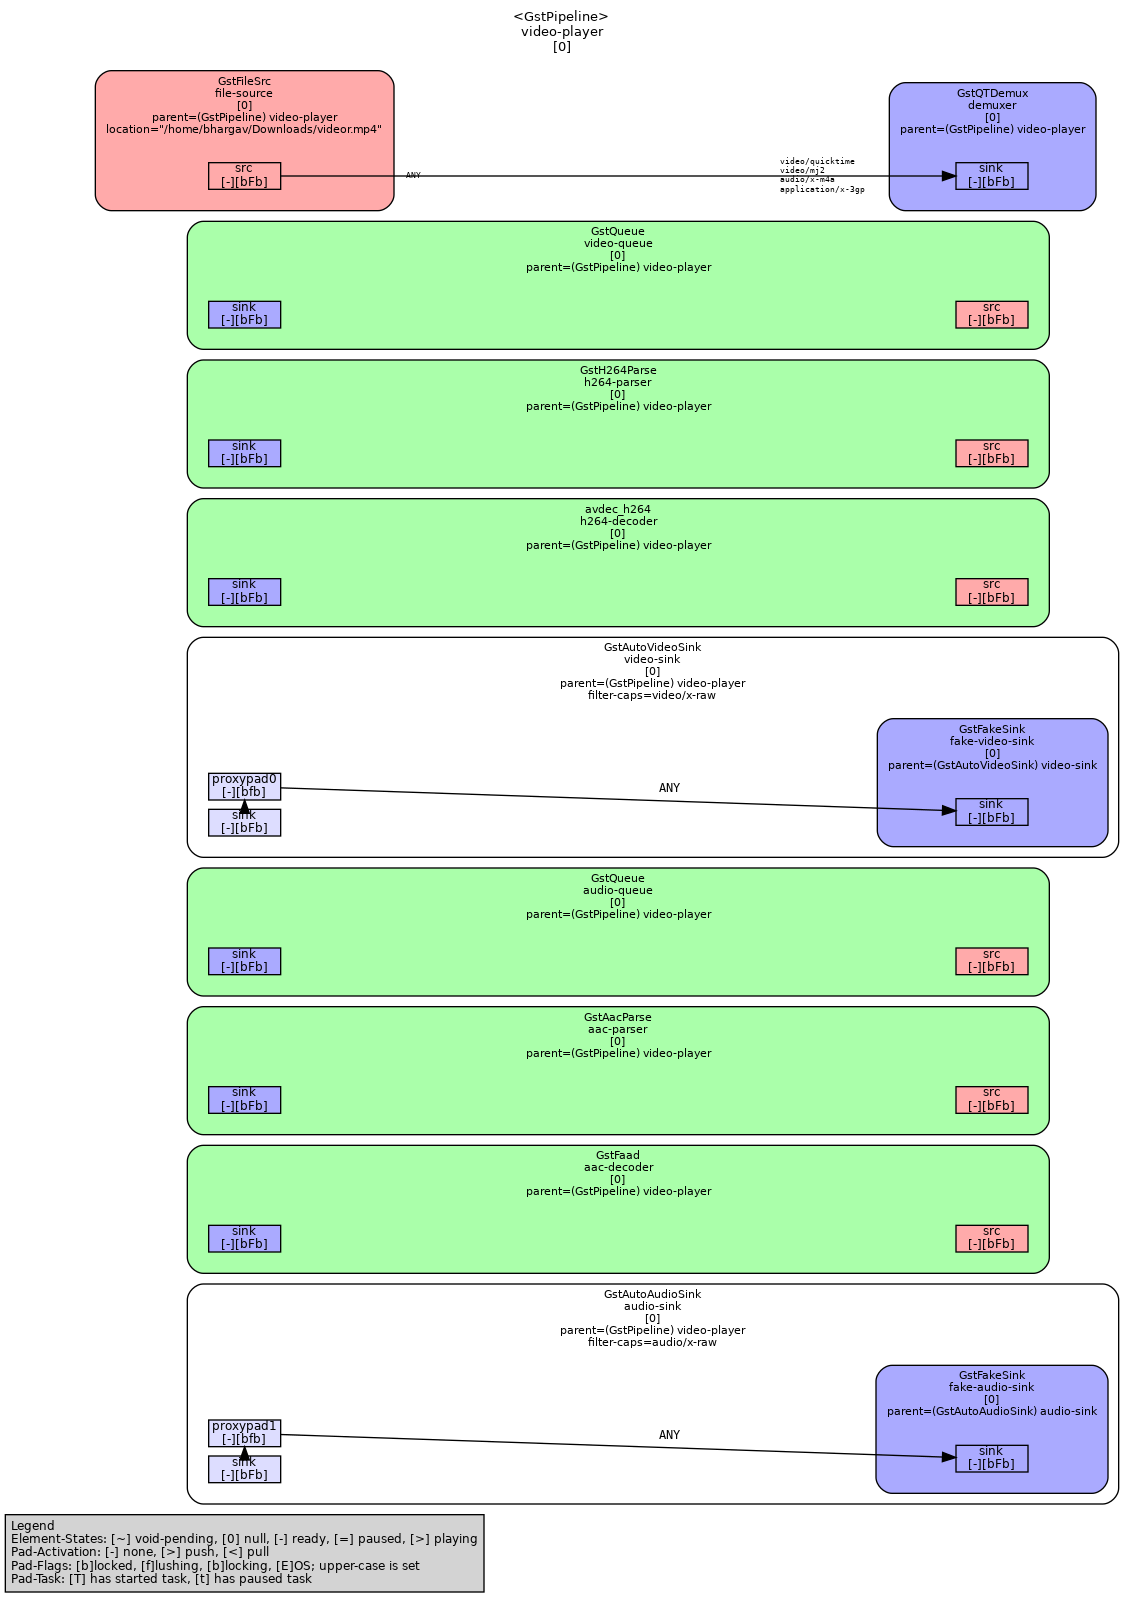 <GstPipeline>
video-player
[0]
GstFileSrc
file-source
[0]
parent=(GstPipeline) video-player
location="/home/bhargav/Downloads/videor.mp4"
src
[-][bFb]
ANY
video/quicktime
video/mj2
audio/x-m4a
application/x-3gp
GstQTDemux
demuxer
[0]
parent=(GstPipeline) video-player
sink
[-][bFb]
GstQueue
video-queue
[0]
parent=(GstPipeline) video-player
sink
[-][bFb]
src
[-][bFb]
GstH264Parse
h264-parser
[0]
parent=(GstPipeline) video-player
sink
[-][bFb]
src
[-][bFb]
avdec_h264
h264-decoder
[0]
parent=(GstPipeline) video-player
sink
[-][bFb]
src
[-][bFb]
GstAutoVideoSink
video-sink
[0]
parent=(GstPipeline) video-player
filter-caps=video/x-raw
proxypad0
[-][bfb]
sink
[-][bFb]
ANY
GstFakeSink
fake-video-sink
[0]
parent=(GstAutoVideoSink) video-sink
sink
[-][bFb]
GstQueue
audio-queue
[0]
parent=(GstPipeline) video-player
sink
[-][bFb]
src
[-][bFb]
GstAacParse
aac-parser
[0]
parent=(GstPipeline) video-player
sink
[-][bFb]
src
[-][bFb]
GstFaad
aac-decoder
[0]
parent=(GstPipeline) video-player
sink
[-][bFb]
src
[-][bFb]
GstAutoAudioSink
audio-sink
[0]
parent=(GstPipeline) video-player
filter-caps=audio/x-raw
proxypad1
[-][bfb]
sink
[-][bFb]
ANY
GstFakeSink
fake-audio-sink
[0]
parent=(GstAutoAudioSink) audio-sink
sink
[-][bFb]
Legend
Element-States: [~] void-pending, [0] null, [-] ready, [=] paused, [>] playing
Pad-Activation: [-] none, [>] push, [<] pull
Pad-Flags: [b]locked, [f]lushing, [b]locking, [E]OS; upper-case is set
Pad-Task: [T] has started task, [t] has paused task